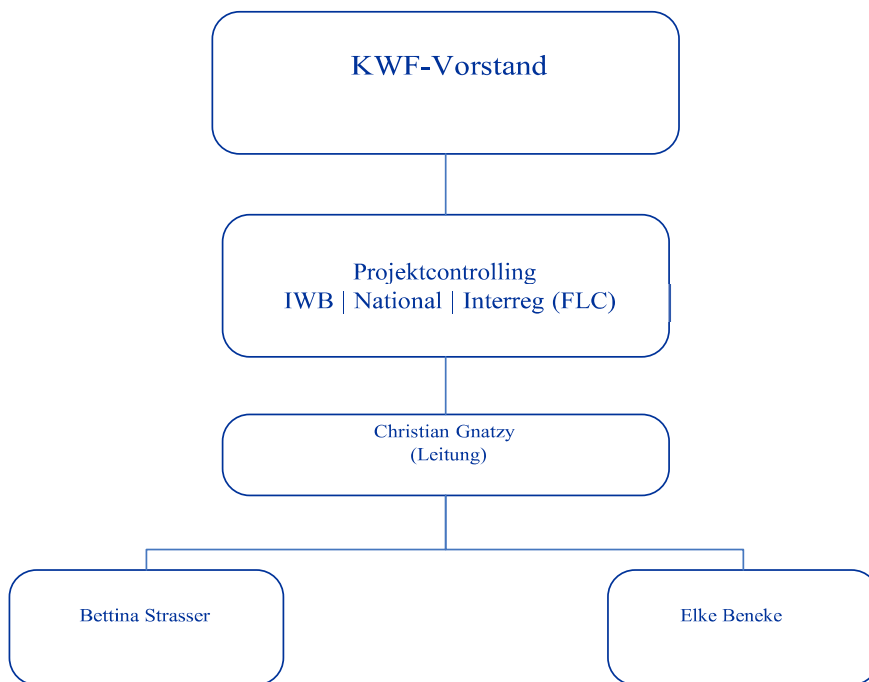 KWF-Vorstand
Projektcontrolling
IWB | National | Interreg (FLC)
Christian Gnatzy
(Leitung)
Bettina Strasser
Elke Beneke